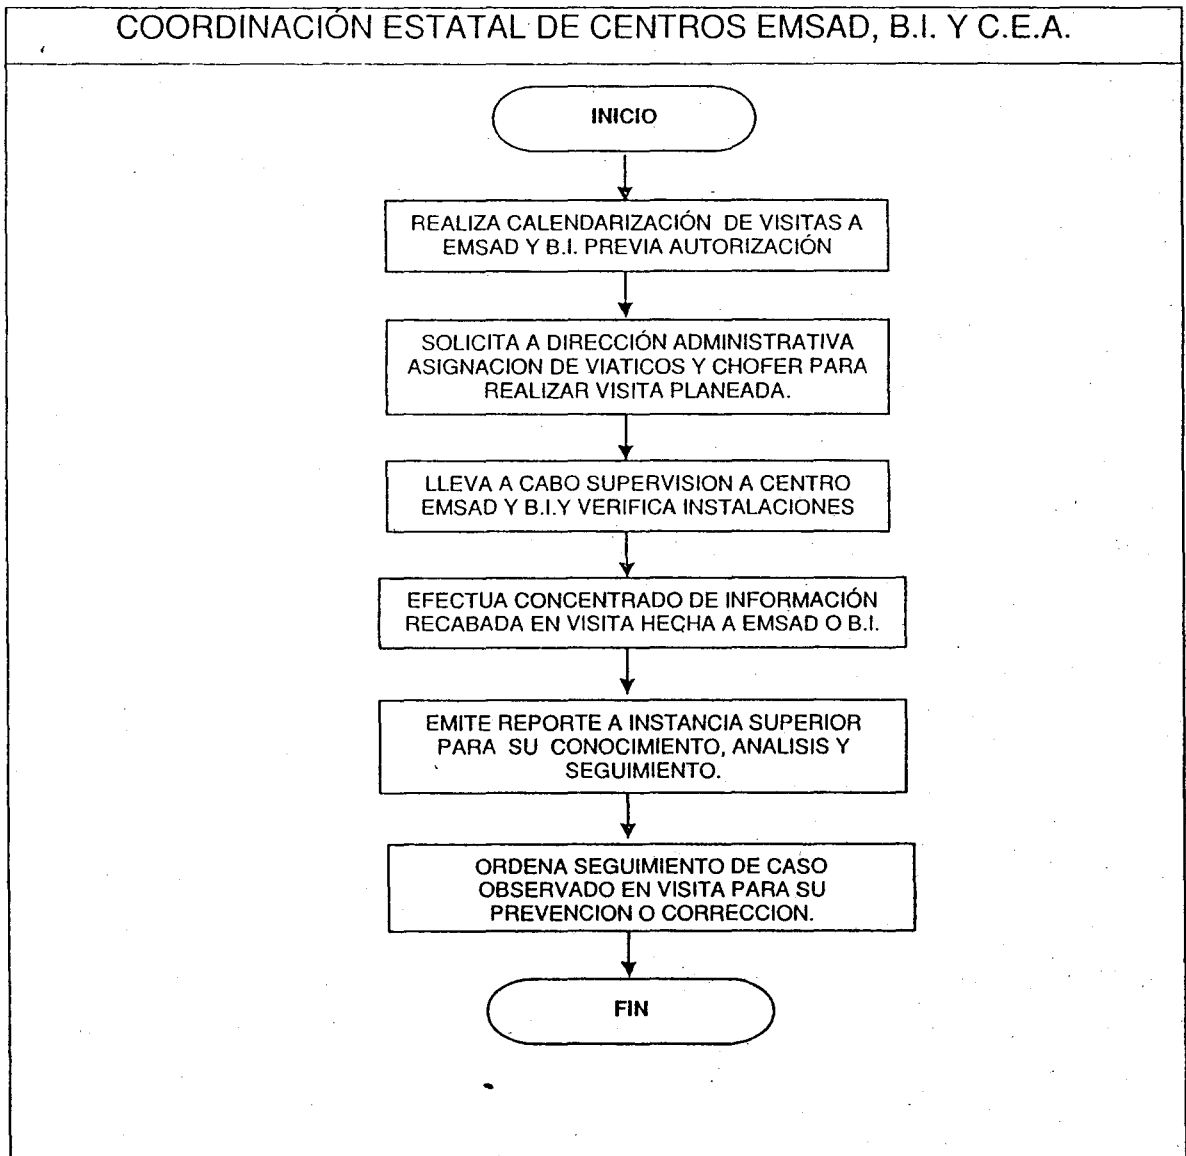 COORDINACIÓN ESTATAL DE CENTROS EMSAD, B.I. Y C.E.A.
INICIO
REALIZA CALENDARIZACIÓN DE VISITAS A
EMSAD Y B.I. PREVIA AUTORIZACIÓN
SOLICITA A DIRECCIÓN ADMINISTRATIVA
ASIGNACION DE VIATICOS Y CHOFER PARA
REALIZAR VISITA PLANEADA.
LLEVA A CABO SUPERVISION A CENTRO
EMSAD Y B.I.Y VERIFICA INSTALACIONES
EFECTUA CONCENTRADO DE INFORMACIÓN
RECABADA EN VISITA HECHA A EMSAD O B.I.
EMITE REPORTE A INSTANCIA SUPERIOR
PARA SU CONOCIMIENTO, ANALISIS Y
SEGUIMIENTO.
ORDENA SEGUIMIENTO DE CASO
OBSERVADO EN VISITA PARA SU
PREVENCION O CORRECCION.
FIN